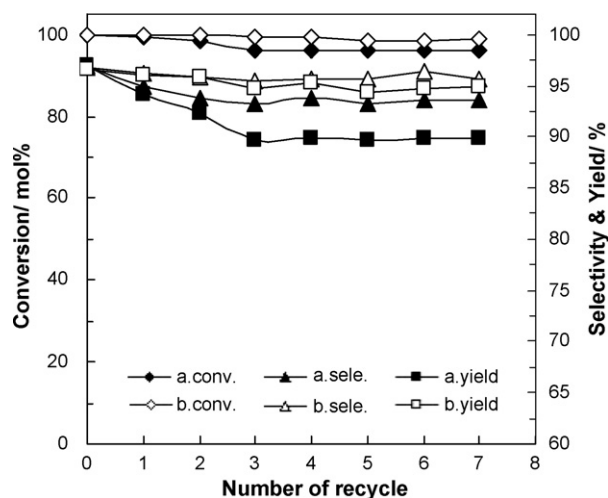 100
80
60
40
20
0
Conversion/ mol%
100
95
90
85
80
75
70
65
60
Selectivity & Yield/ %
a.conv. a.sele. a.yield
b.conv. b.sele. b.yield
0 1 2 3 4 5 6 7 8
Number of recycle